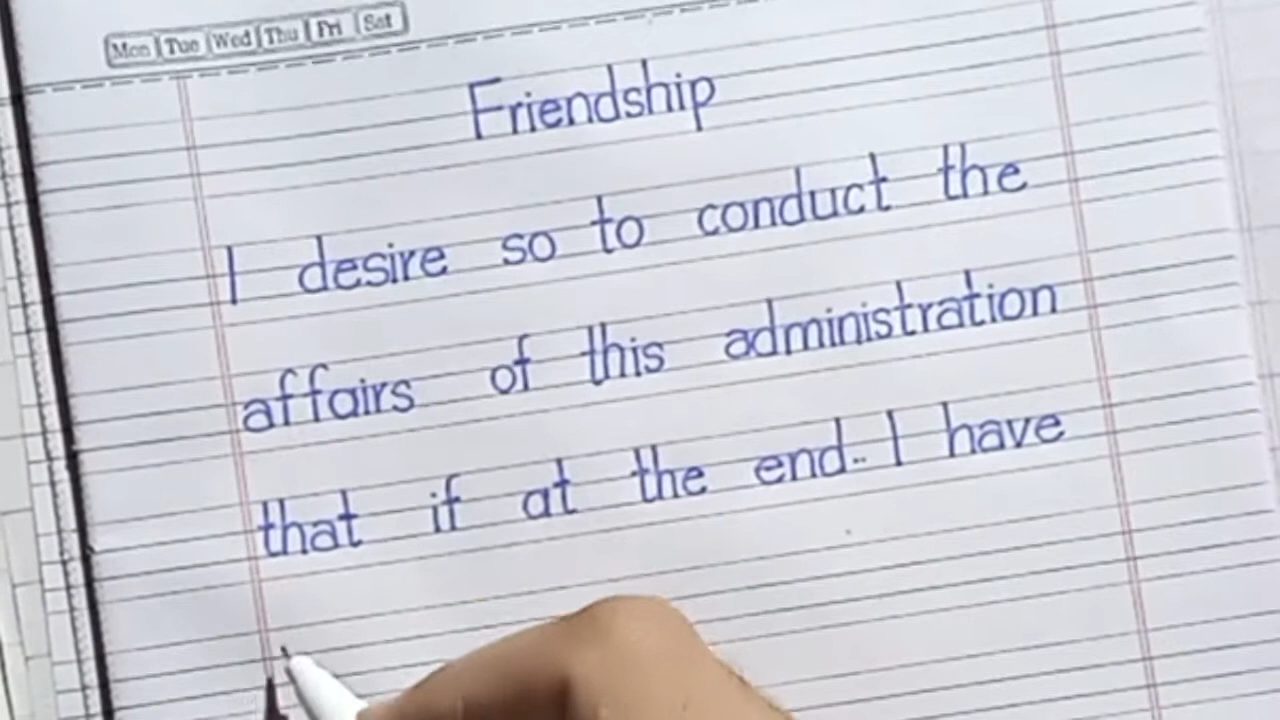 Mon Tue Wed Thu Fri Sat
Friendship
I desire so to conduct the
affairs of this administration
that if at the end.. I have